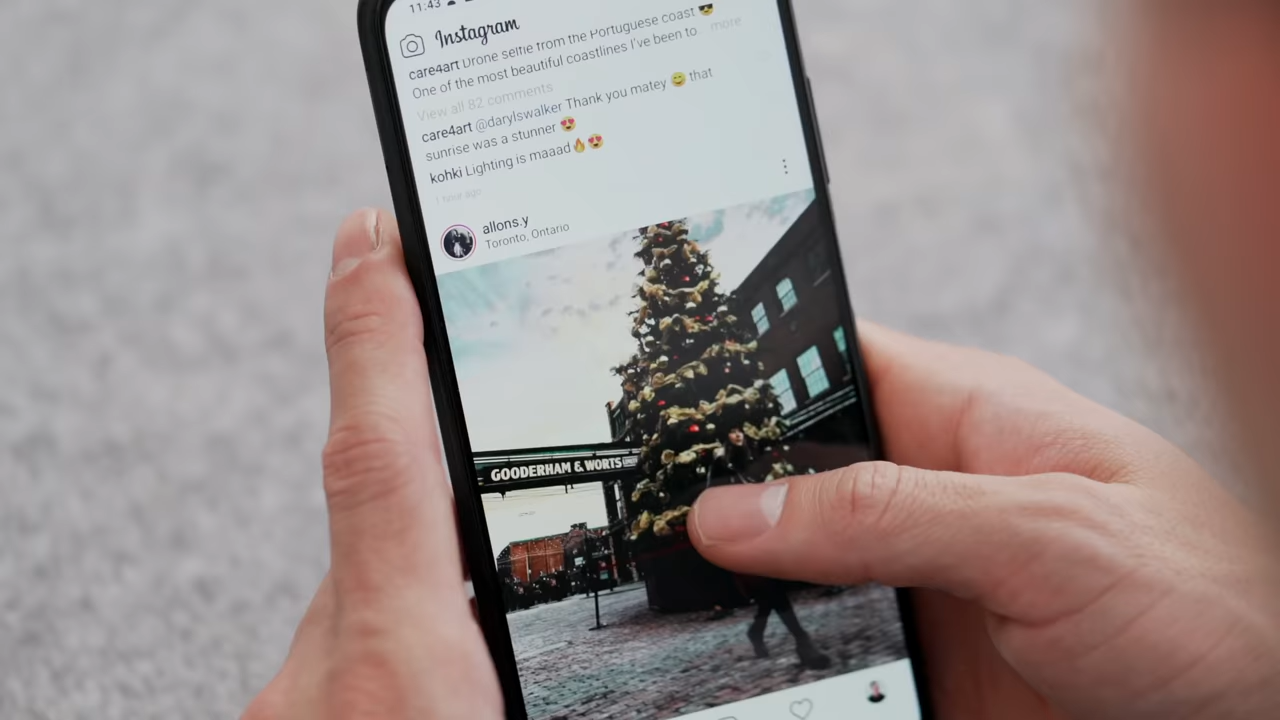 11:43
Instagram
care4art Drone selfie from the Portuguese coast 😎
One of the most beautiful coastlines I've been to more
View all 82 comments
care4art @darylswalker Thank you matey 😊 that
sunrise was a stunner 😍
kohki Lighting is maaad🔥😍
1 hour ago
allons.y
Toronto, Ontario
GOODERHAM & WORTS